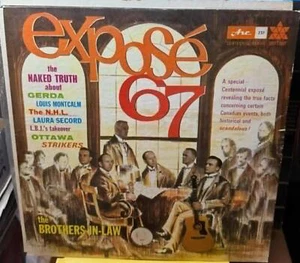 exposé
67
the
NAKED TRUTH
about
GERDA
LOUIS MONTCALM
The N.H.L.
LAURA SECORD
L.B.J.'s takeover
OTTAWA
STRIKERS
Arc
A special
Centennial exposé
revealing the true facts
concerning certain
Canadian events, both
historical and
scandalous!
the
BROTHERS-IN-LAW